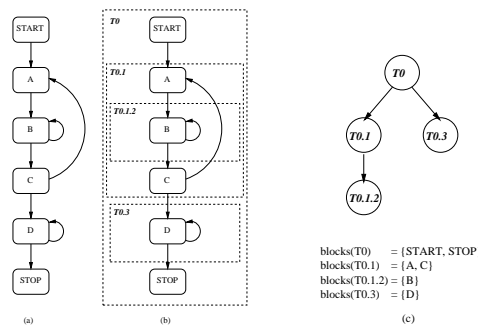 START
A
B
C
D
STOP
(a)
T0
START
T0.1
A
T0.1.2
B
C
T0.3
D
STOP
(b)
T0
T0.1
T0.3
T0.1.2
blocks(T0) = {START, STOP
blocks(T0.1) = {A, C}
blocks(T0.1.2) = {B}
blocks(T0.3) = {D}
(c)